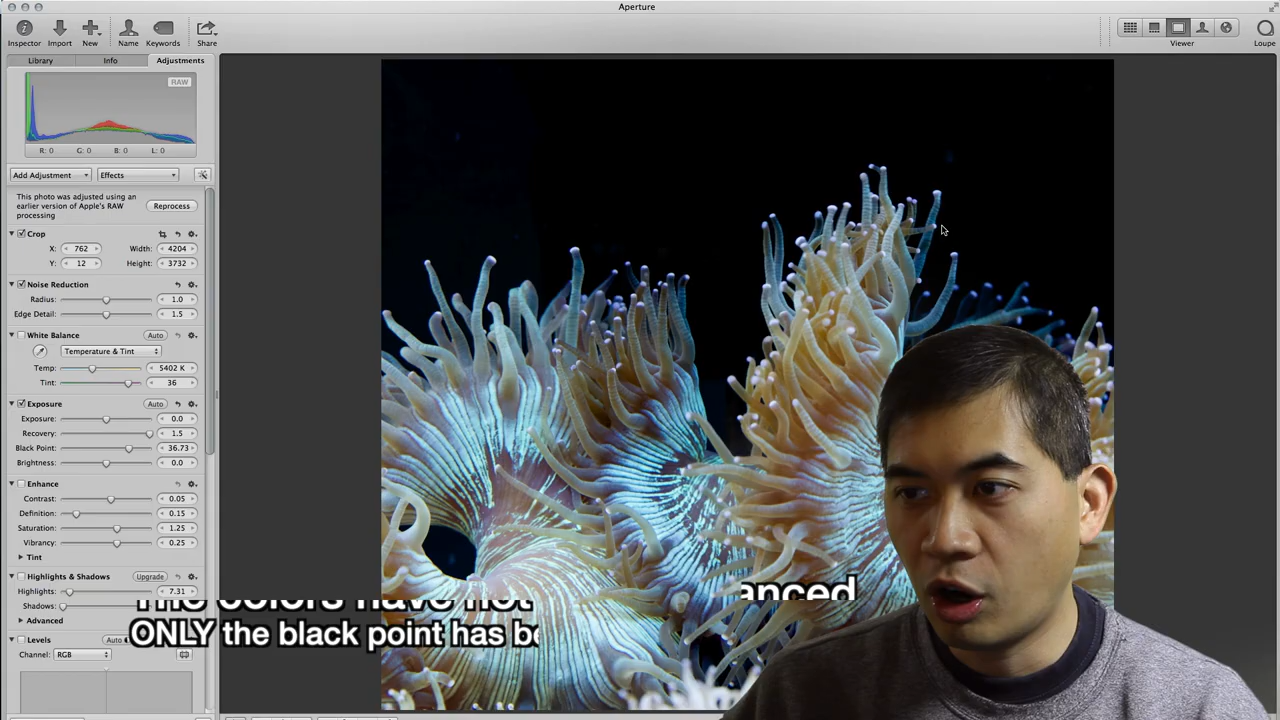 Aperture
Inspector
Import
New
Name
Keywords
Share
Viewer
Loupe
Library
Info
Adjustments
RAW
R: 0 G: 0 B: 0 L: 0
Add Adjustment
Effects
This photo was adjusted using an
earlier version of Apple's RAW
processing
Reprocess
Crop
X: 762 Width: 4204
Y: 12 Height: 3732
Noise Reduction
Radius: 1.0
Edge Detail: 1.5
White Balance Auto
Temperature & Tint
Temp: 5402 K
Tint: 36
Exposure Auto
Exposure: 0.0
Recovery: 1.5
Black Point: 36.73
Brightness: 0.0
Enhance
Contrast: 0.05
Definition: 0.15
Saturation: 1.25
Vibrancy: 0.25
Tint
Highlights & Shadows Upgrade
Highlights: 7.31
Shadows:
Advanced
Levels Auto
Channel: RGB
The colors have not anced
ONLY the black point has be